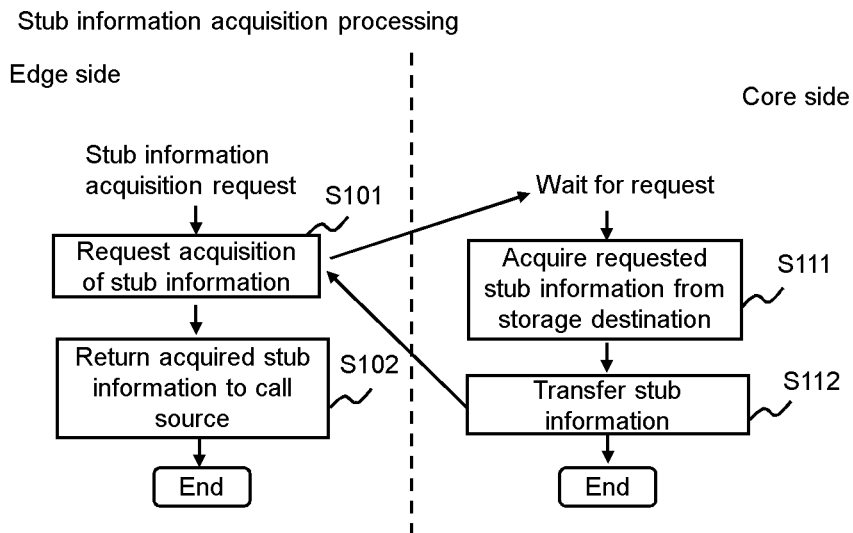 Stub information acquisition processing
Edge side
Core side
Stub information
acquisition request
S101
Request acquisition
of stub information
Return acquired stub
information to call
source
S102
End
Wait for request
Acquire requested
stub information from
storage destination
S111
Transfer stub
information
S112
End